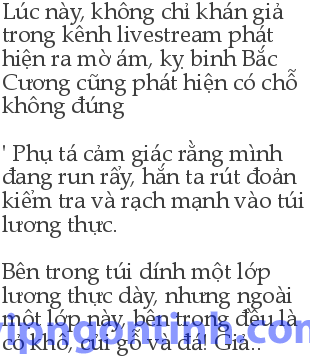 Lúc này, không chỉ khán giả
trong kênh livestream phát
hiện ra mờ ám, kỵ binh Bắc
Cương cũng phát hiện có chỗ
không đúng
' Phụ tá cảm giác rằng mình
đang run rẩy, hắn ta rút đoản
kiểm tra và rạch mạnh vào túi
lương thực.
Bên trong túi dính một lớp
lương thực dày, nhưng ngoài
một lớp này, bên trong đều là
cỏ khô, củi gỗ và đá! Giả..
vipngontinh.com